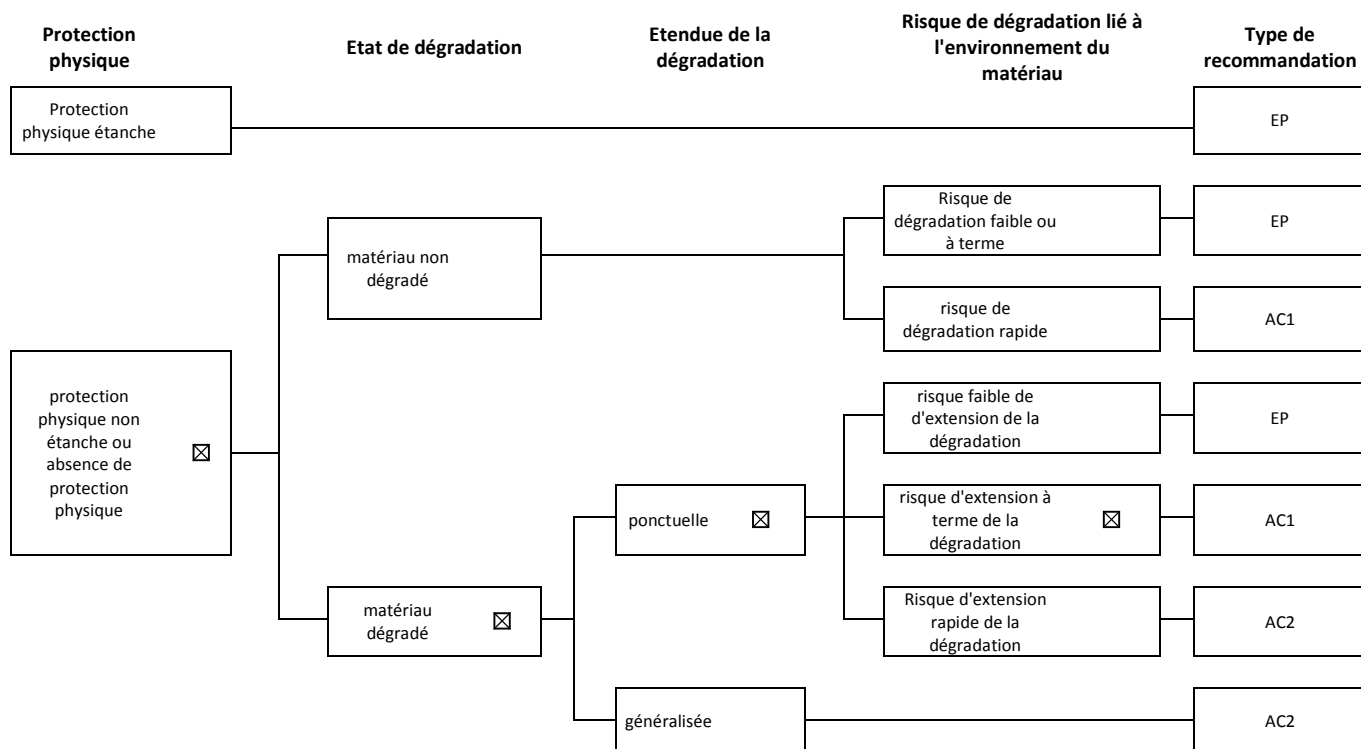 Protection
physique
Etat de dégradation
Etendue de la
dégradation
Risque de dégradation lié à
l'environnement du
matériau
Type de
recommandation
Protection
physique étanche
EP
matériau non
dégradé
Risque de
dégradation faible ou
à terme
EP
risque de
dégradation rapide
AC1
protection
physique non
étanche ou
absence de
protection
physique
☒
risque faible de
d'extension de la
dégradation
EP
ponctuelle ☒
risque d'extension à
terme de la ☒
dégradation
AC1
matériau
dégradé
☒
Risque d'extension
rapide de la
dégradation
AC2
généralisée
AC2